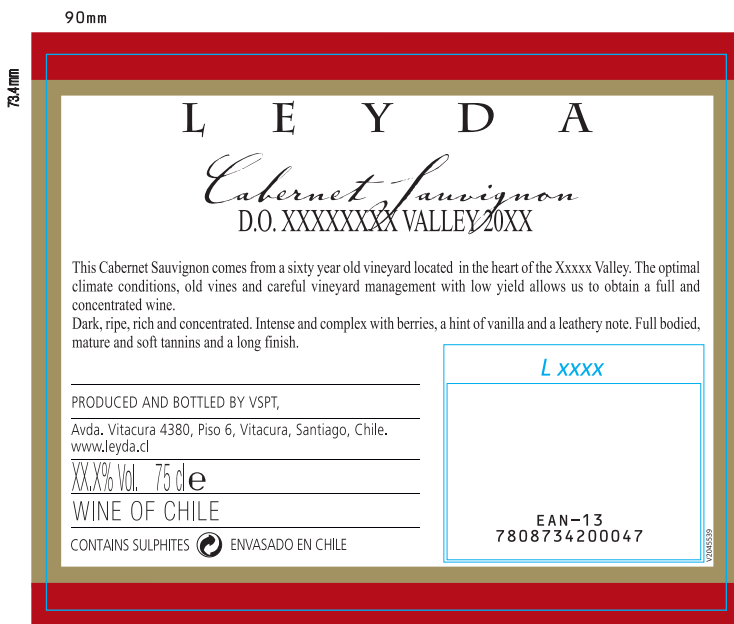 90mm
73.4mm
LEYDA
Cabernet Sauvignon
D.O. XXXXXXXX VALLEY 20XX
This Cabernet Sauvignon comes from a sixty year old vineyard located in the heart of the Xxxxx Valley. The optimal
climate conditions, old vines and careful vineyard management with low yield allows us to obtain a full and
concentrated wine.
Dark, ripe, rich and concentrated. Intense and complex with berries, a hint of vanilla and a leathery note. Full bodied,
mature and soft tannins and a long finish.
L xxxx
PRODUCED AND BOTTLED BY VSPT,
Avda. Vitacura 4380, Piso 6, Vitacura, Santiago, Chile.
www.leyda.cl
XX.X% Vol. 75 cl e
WINE OF CHILE
CONTAINS SULPHITES ENVASADO EN CHILE
EAN-13
7808734200047
V2045539